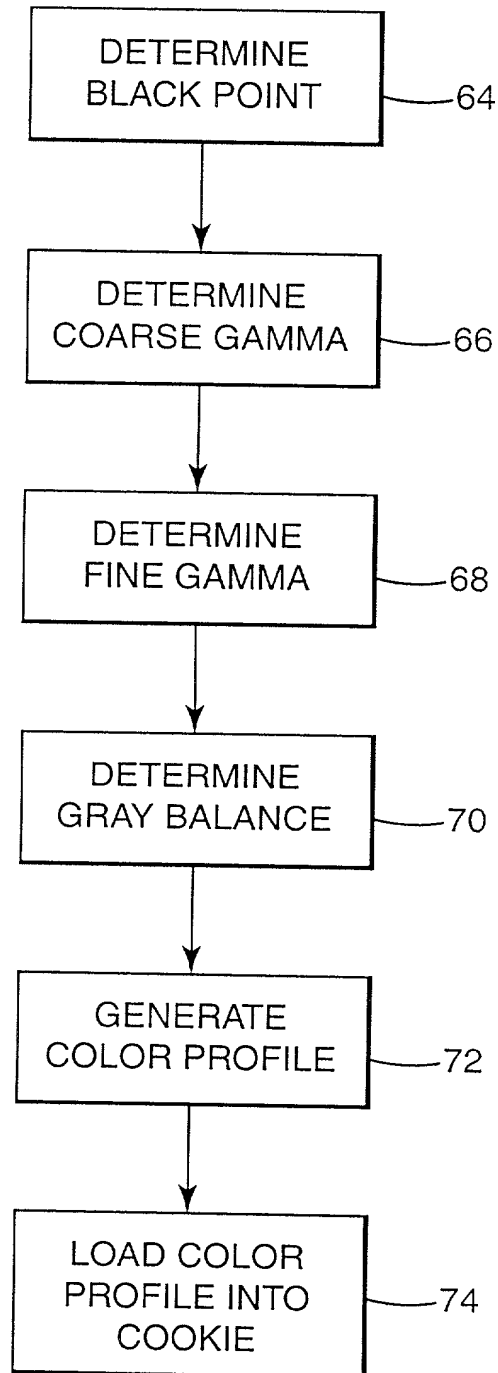 DETERMINE
BLACK POINT
64
DETERMINE
COARSE GAMMA
66
DETERMINE
FINE GAMMA
68
DETERMINE
GRAY BALANCE
70
GENERATE
COLOR PROFILE
72
LOAD COLOR
PROFILE INTO
COOKIE
74